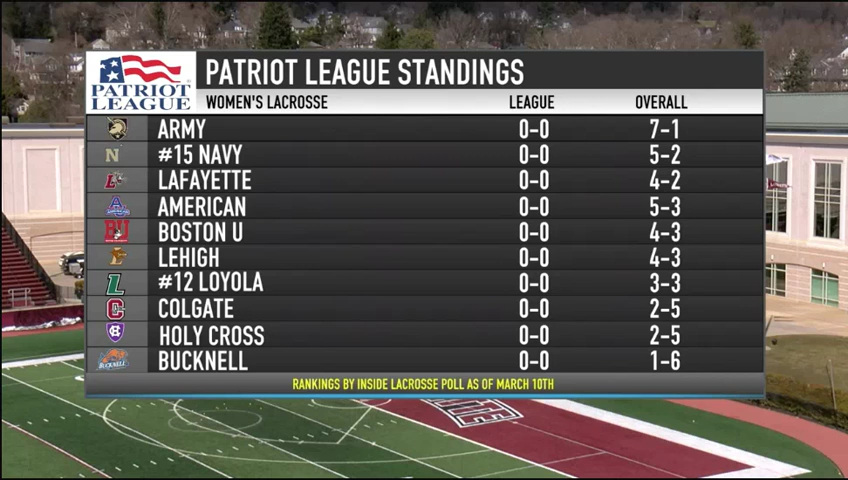 PATRIOT LEAGUE
PATRIOT LEAGUE STANDINGS
WOMEN'S LACROSSE LEAGUE OVERALL
ARMY 0-0 7-1
N #15 NAVY 0-0 5-2
LAFAYETTE 0-0 4-2
AMERICAN 0-0 5-3
BU BOSTON U 0-0 4-3
LEHIGH 0-0 4-3
L #12 LOYOLA 0-0 3-3
C COLGATE 0-0 2-5
HC HOLY CROSS 0-0 2-5
BUCKNELL BUCKNELL 0-0 1-6
RANKINGS BY INSIDE LACROSSE POLL AS OF MARCH 10TH